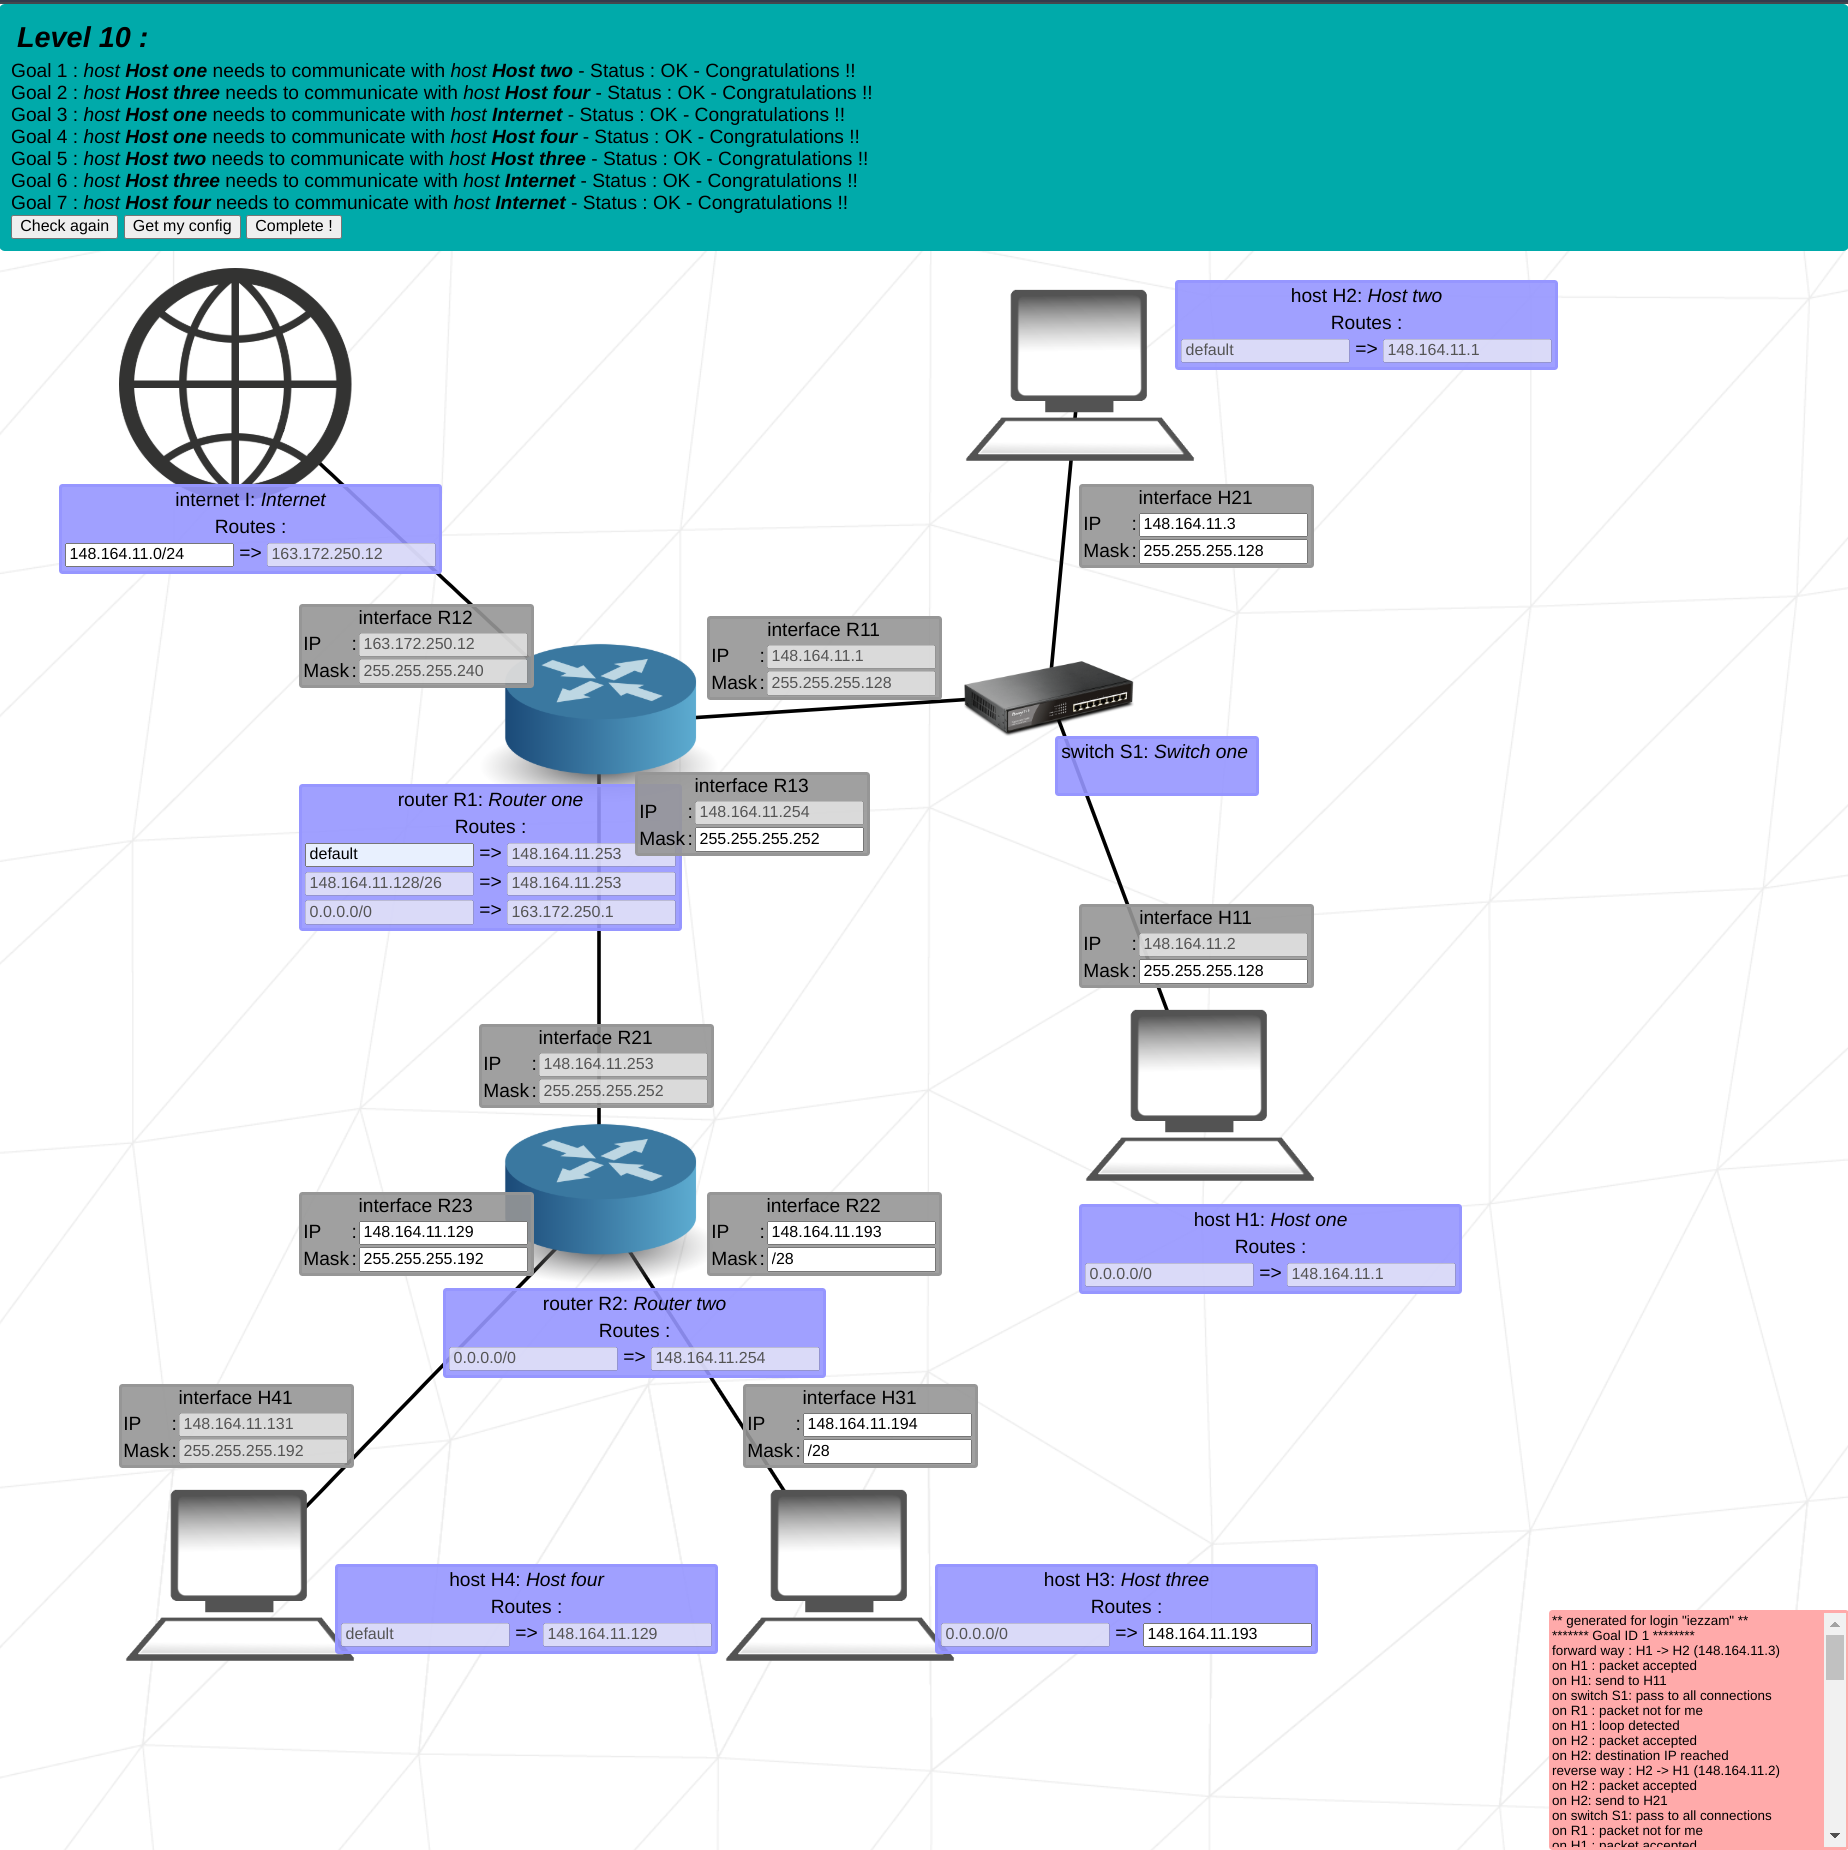 Level 10 :
Goal 1 : host Host one needs to communicate with host Host two - Status : OK - Congratulations !!
Goal 2 : host Host three needs to communicate with host Host four - Status : OK - Congratulations !!
Goal 3 : host Host one needs to communicate with host Internet - Status : OK - Congratulations !!
Goal 4 : host Host one needs to communicate with host Host four - Status : OK - Congratulations !!
Goal 5 : host Host two needs to communicate with host Host three - Status : OK - Congratulations !!
Goal 6 : host Host three needs to communicate with host Internet - Status : OK - Congratulations !!
Goal 7 : host Host four needs to communicate with host Internet - Status : OK - Congratulations !!
Check again Get my config Complete !
host H2: Host two
Routes :
default => 148.164.11.1
internet I: Internet
Routes :
148.164.11.0/24 => 163.172.250.12
interface H21
IP : 148.164.11.3
Mask : 255.255.255.128
interface R12
IP : 163.172.250.12
Mask : 255.255.255.240
interface R11
IP : 148.164.11.1
Mask : 255.255.255.128
switch S1: Switch one
router R1: Router one
Routes :
default => 148.164.11.253
148.164.11.128/26 => 148.164.11.253
0.0.0.0/0 => 163.172.250.1
interface R13
IP : 148.164.11.254
Mask : 255.255.255.252
interface H11
IP : 148.164.11.2
Mask : 255.255.255.128
interface R21
IP : 148.164.11.253
Mask : 255.255.255.252
interface R23
IP : 148.164.11.129
Mask : 255.255.255.192
interface R22
IP : 148.164.11.193
Mask : /28
host H1: Host one
Routes :
0.0.0.0/0 => 148.164.11.1
router R2: Router two
Routes :
0.0.0.0/0 => 148.164.11.254
interface H41
IP : 148.164.11.131
Mask : 255.255.255.192
interface H31
IP : 148.164.11.194
Mask : /28
host H4: Host four
Routes :
default => 148.164.11.129
host H3: Host three
Routes :
0.0.0.0/0 => 148.164.11.193
** generated for login "iezzam" **
******* Goal ID 1 ********
forward way : H1 -> H2 (148.164.11.3)
on H1 : packet accepted
on H1: send to H11
on switch S1: pass to all connections
on R1 : packet not for me
on H1 : loop detected
on H2 : packet accepted
on H2: destination IP reached
reverse way : H2 -> H1 (148.164.11.2)
on H2 : packet accepted
on H2: send to H21
on switch S1: pass to all connections
on R1 : packet not for me
on H1 : packet accepted